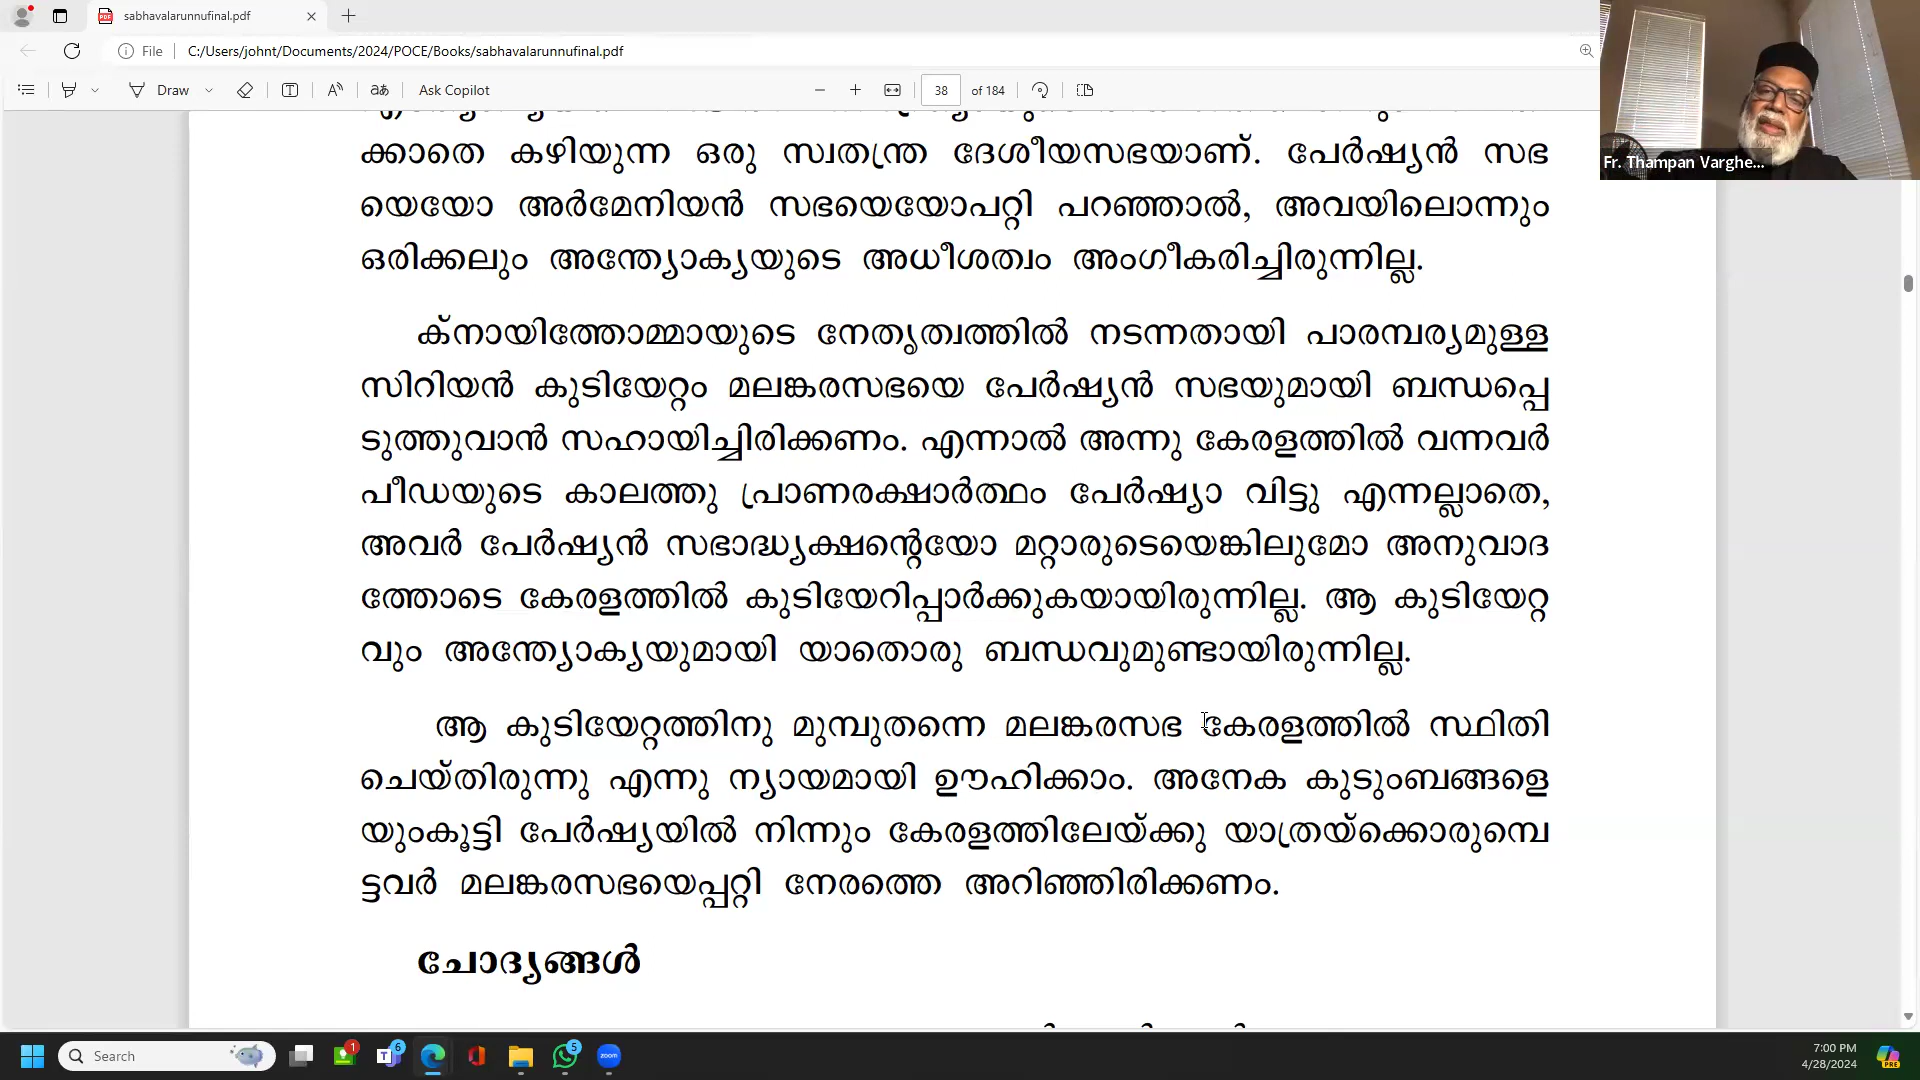 sabhavalarunnufinal.pdf
File C:/Users/johnt/Documents/2024/POCE/Books/sabhavalarunnufinal.pdf
Draw Ask Copilot 38 of 184
ക്കാതെ കഴിയുന്ന ഒരു സ്വതന്ത്ര ദേശീയസഭയാണ്. പേർഷ്യൻ സഭ
യെയോ അർമേനിയൻ സഭയെയോപറ്റി പറഞ്ഞാൽ, അവയിലൊന്നും
ഒരിക്കലും അന്ത്യോക്യയുടെ അധീശത്വം അംഗീകരിച്ചിരുന്നില്ല.
ക്നായിത്തോമ്മായുടെ നേതൃത്വത്തിൽ നടന്നതായി പാരമ്പര്യമുള്ള
സിറിയൻ കുടിയേറ്റം മലങ്കരസഭയെ പേർഷ്യൻ സഭയുമായി ബന്ധപ്പെ
ടുത്തുവാൻ സഹായിച്ചിരിക്കണം. എന്നാൽ അന്നു കേരളത്തിൽ വന്നവർ
പീഡയുടെ കാലത്തു പ്രാണരക്ഷാർത്ഥം പേർഷ്യാ വിട്ടു എന്നല്ലാതെ,
അവർ പേർഷ്യൻ സഭാദ്ധ്യക്ഷന്റെയോ മറ്റാരുടെയെങ്കിലുമോ അനുവാദ
ത്തോടെ കേരളത്തിൽ കുടിയേറിപ്പാർക്കുകയായിരുന്നില്ല. ആ കുടിയേറ്റ
വും അന്ത്യോക്യയുമായി യാതൊരു ബന്ധവുമുണ്ടായിരുന്നില്ല.
ആ കുടിയേറ്റത്തിനു മുമ്പുതന്നെ മലങ്കരസഭ കേരളത്തിൽ സ്ഥിതി
ചെയ്തിരുന്നു എന്നു ന്യായമായി ഊഹിക്കാം. അനേക കുടുംബങ്ങളെ
യുംകൂട്ടി പേർഷ്യയിൽ നിന്നും കേരളത്തിലേയ്ക്കു യാത്രയ്ക്കൊരുമ്പെ
ട്ടവർ മലങ്കരസഭയെപ്പറ്റി നേരത്തെ അറിഞ്ഞിരിക്കണം.
ചോദ്യങ്ങൾ
Fr. Thampan Varghe...
Search
1
6
5
zoom
7:00 PM
4/28/2024
PRE